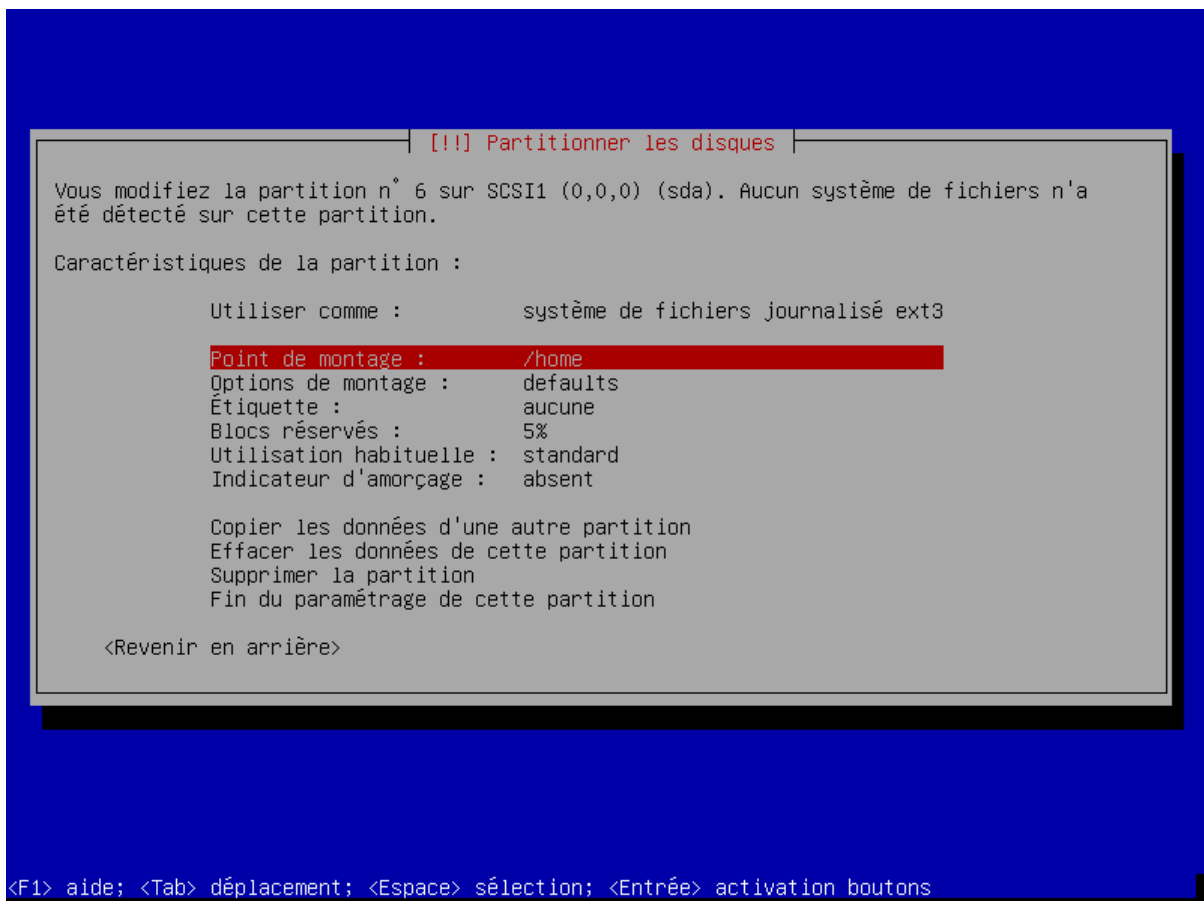 [!!] Partitionner les disques
Vous modifiez la partition n° 6 sur SCSI1 (0,0,0) (sda). Aucun système de fichiers n'a
été détecté sur cette partition.
Caractéristiques de la partition :
Utiliser comme : système de fichiers journalisé ext3
Point de montage : /home
Options de montage : defaults
Étiquette : aucune
Blocs réservés : 5%
Utilisation habituelle : standard
Indicateur d'amorçage : absent
Copier les données d'une autre partition
Effacer les données de cette partition
Supprimer la partition
Fin du paramétrage de cette partition
<Revenir en arrière>
<F1> aide; <Tab> déplacement; <Espace> sélection; <Entrée> activation boutons